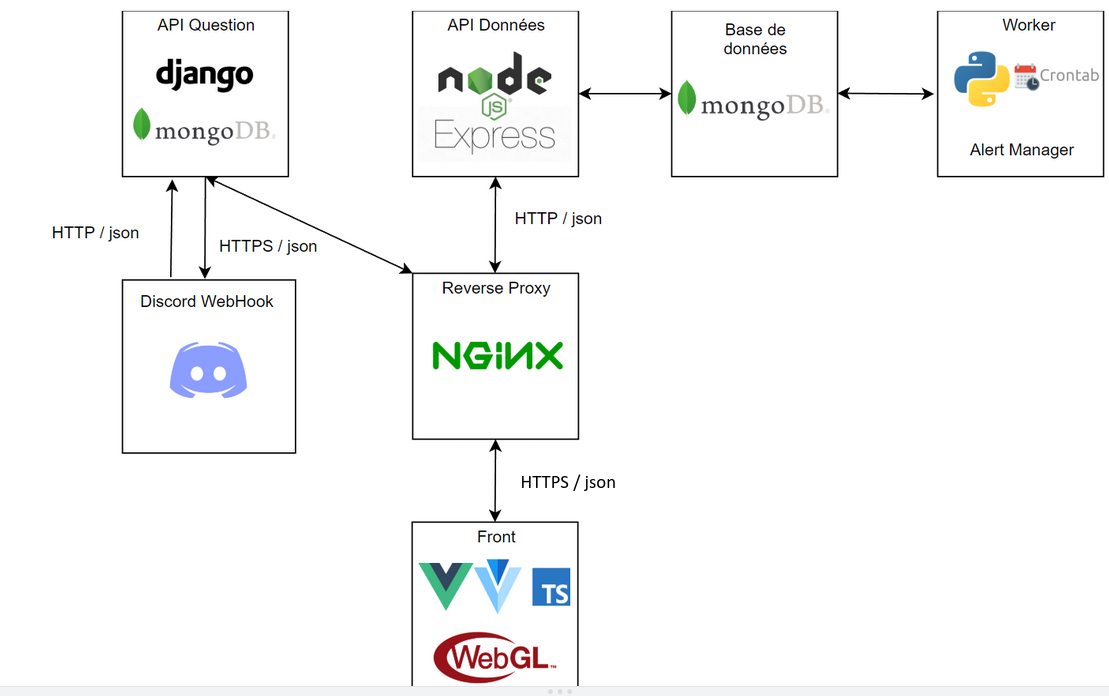 API Question
django
mongoDB.
API Données
node
JS
Express
Base de
données
mongoDB.
Worker
Crontab
Alert Manager
HTTP / json
HTTPS / json
HTTP / json
Discord WebHook
Reverse Proxy
NGiNX
HTTPS / json
Front
TS
WebGL™